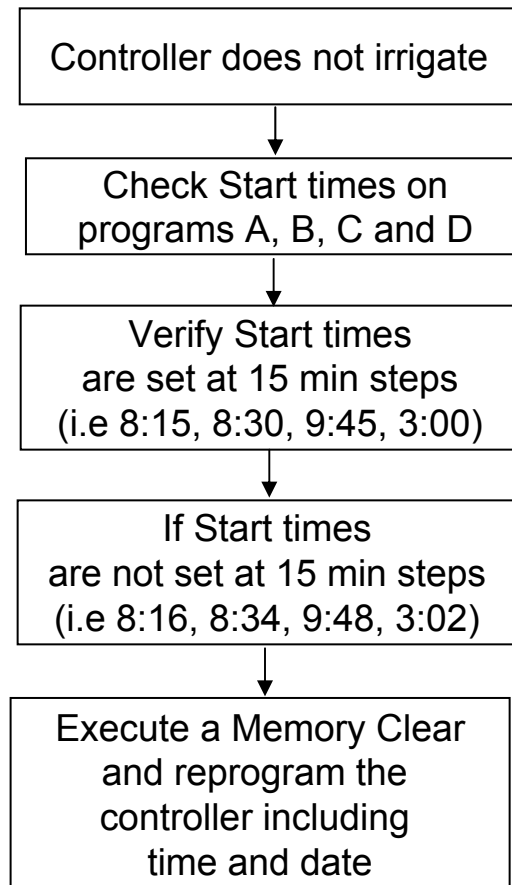 Controller does not irrigate
Check Start times on
programs A, B, C and D
Verify Start times
are set at 15 min steps
(i.e 8:15, 8:30, 9:45, 3:00)
If Start times
are not set at 15 min steps
(i.e 8:16, 8:34, 9:48, 3:02)
Execute a Memory Clear
and reprogram the
controller including
time and date